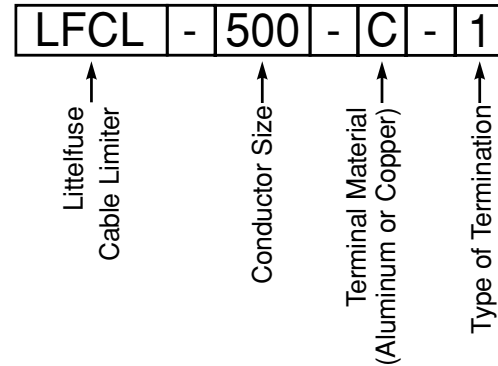 LFCL - 500 - C - 1
Littelfuse
Cable Limiter
Conductor Size
Terminal Material
(Aluminum or Copper)
Type of Termination